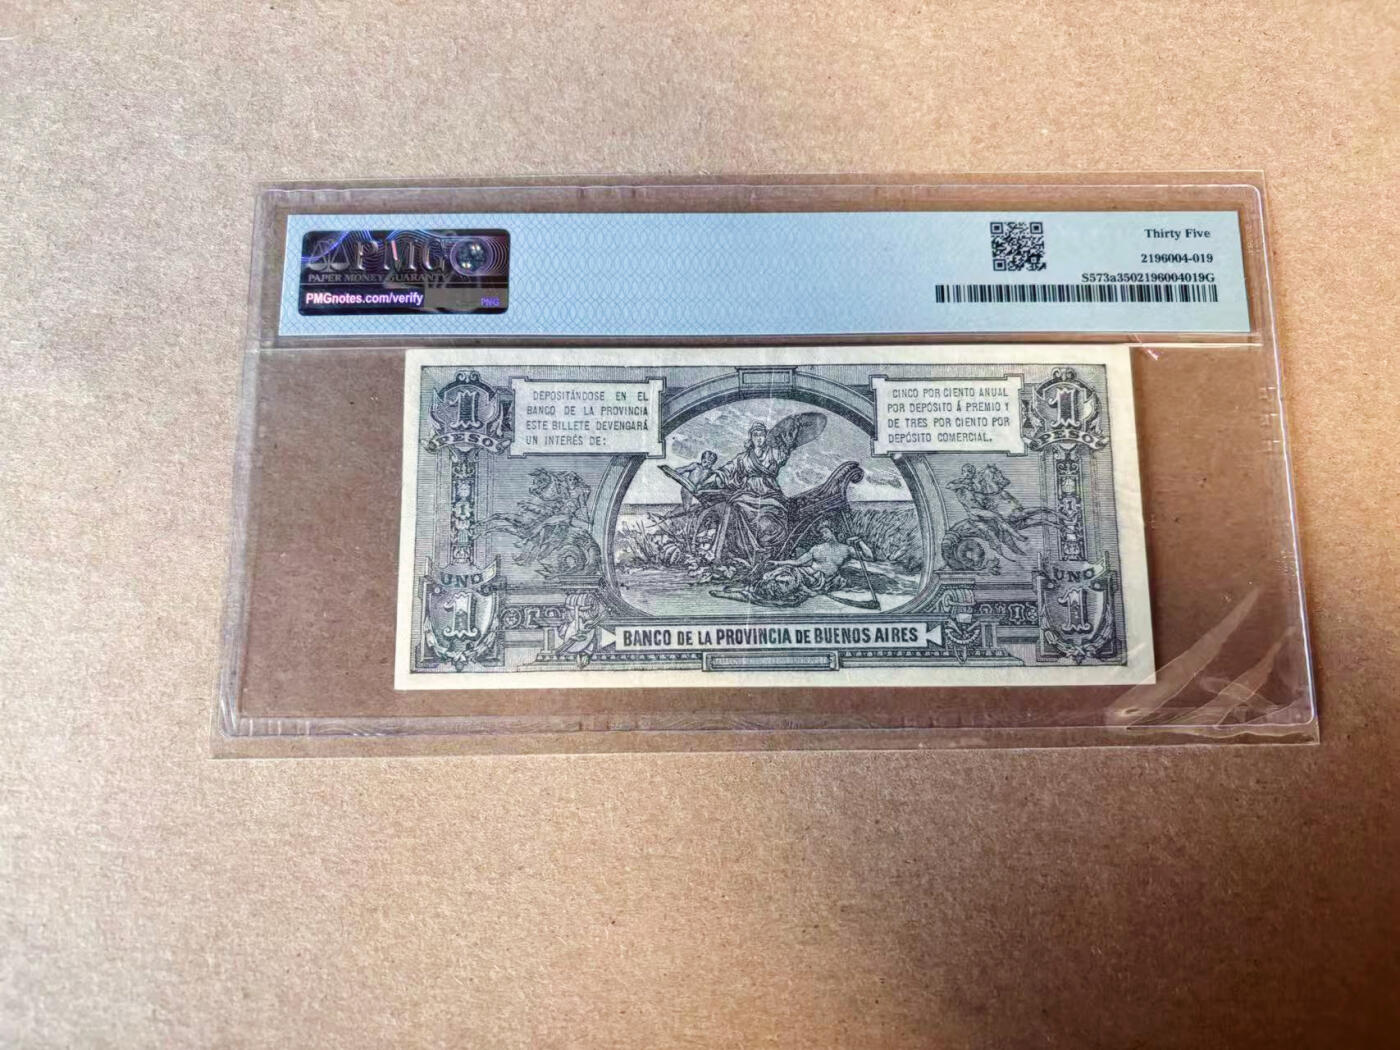 PMG
PAPER MONEY GUARANTY
PMGnotes.com/verify
PNG
Thirty Five
2196004-019
S573a3502196004019G
1
PESO
DEPOSITÁNDOSE EN EL
BANCO DE LA PROVINCIA
ESTE BILLETE DEVENGARÁ
UN INTERÉS DE:
CINCO POR CIENTO ANUAL
POR DEPÓSITO Á PREMIO Y
DE TRES POR CIENTO POR
DEPÓSITO COMERCIAL.
1
PESO
UNO
1
UNO
1
BANCO DE LA PROVINCIA DE BUENOS AIRES